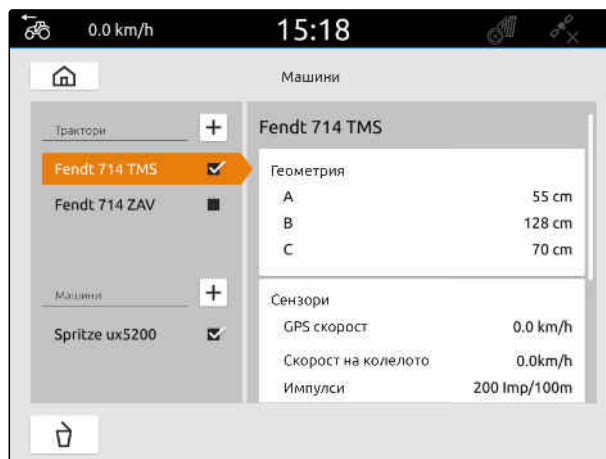 0.0 km/h 15:18
Машини
Трактори
Fendt 714 TMS
Fendt 714 ZAV
Машини
Spritze ux5200
Fendt 714 TMS
Геометрия
A 55 cm
B 128 cm
C 70 cm
Сензори
GPS скорост 0.0 km/h
Скорост на колелото 0.0km/h
Импулси 200 Imp/100m